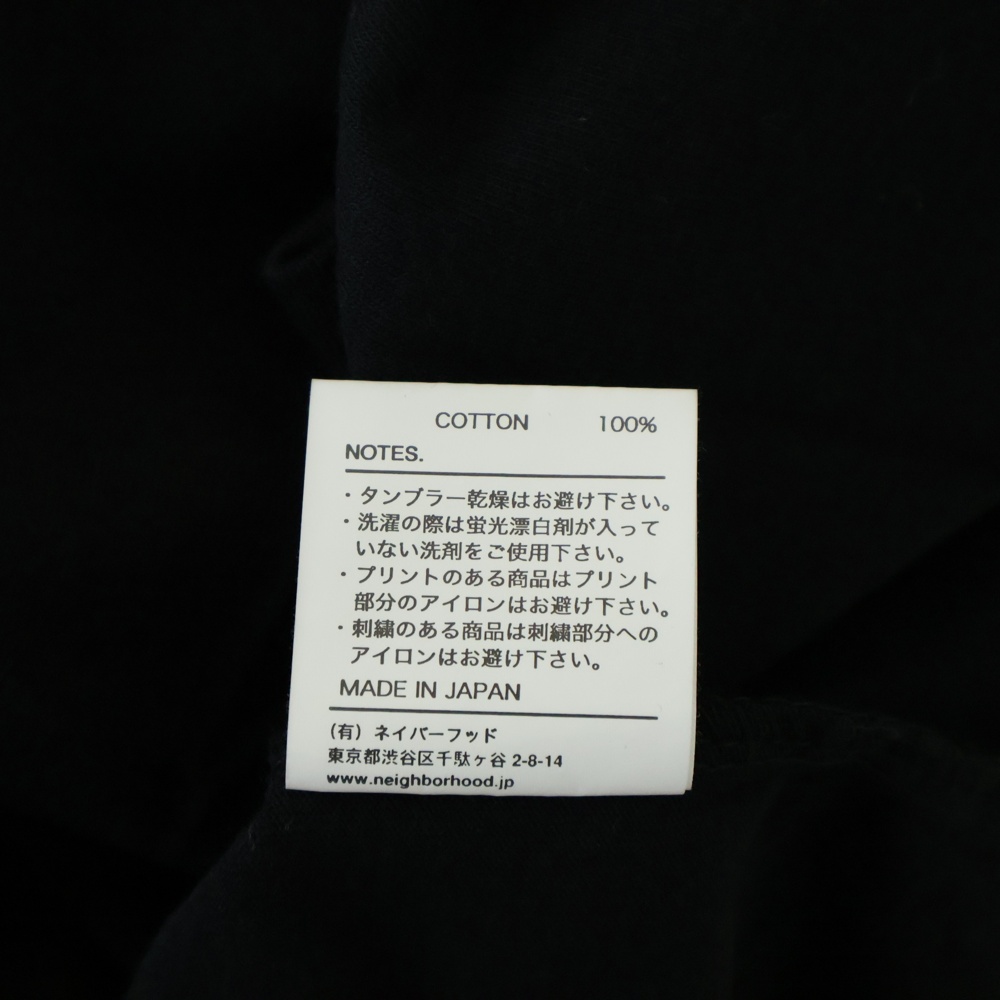 COTTON 100%
NOTES.
・タンブラー乾燥はお避け下さい。
・洗濯の際は蛍光漂白剤が入って
いない洗剤をご使用下さい。
・プリントのある商品はプリント
部分のアイロンはお避け下さい。
・刺繍のある商品は刺繍部分への
アイロンはお避け下さい。
MADE IN JAPAN
(有) ネイバーフッド
東京都渋谷区千駄ヶ谷 2-8-14
www.neighborhood.jp